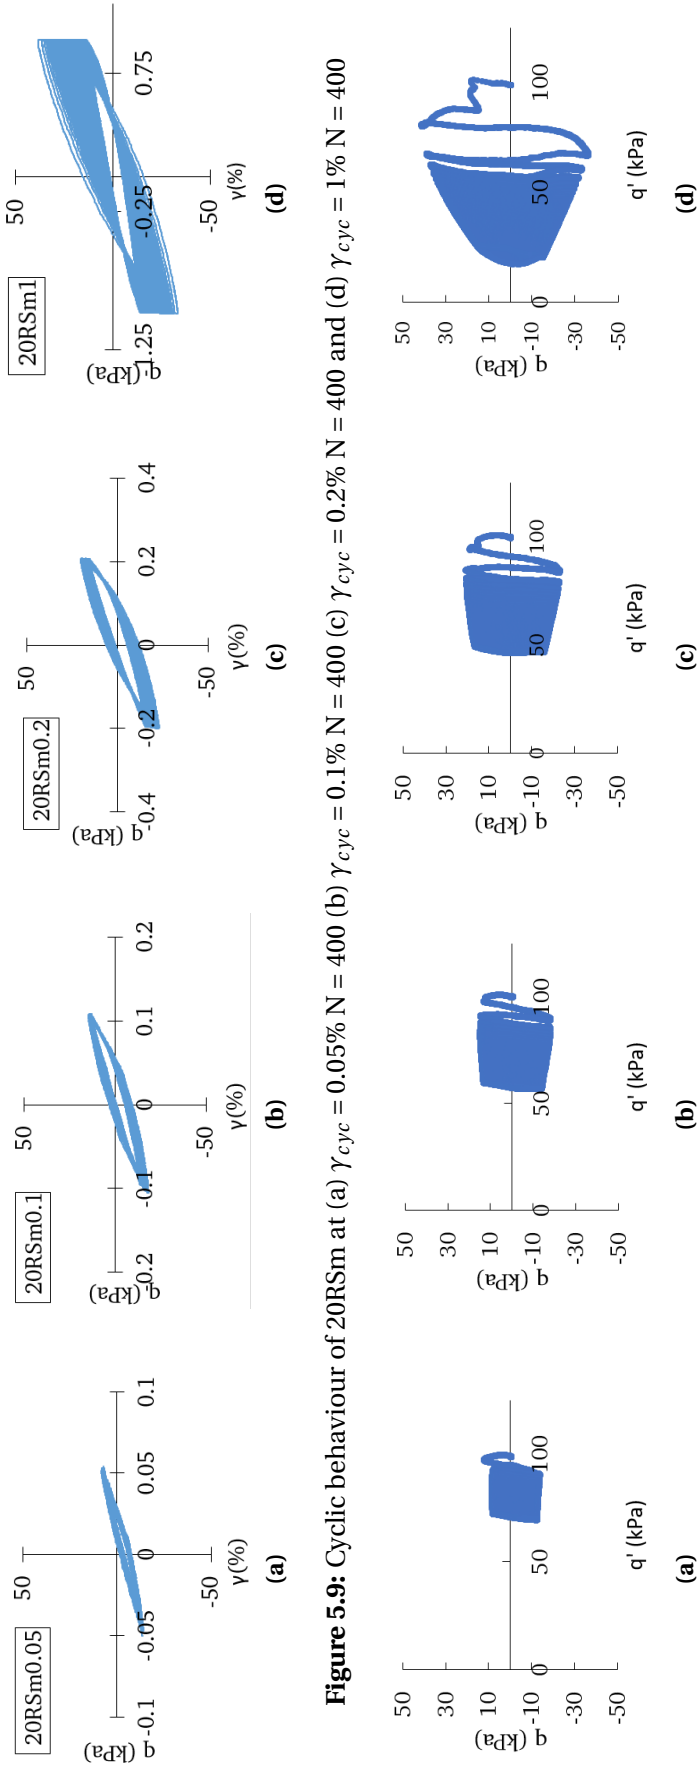 20RSm0.05
50
-50
-0.1
-0.05
0
0.05
0.1
q (kPa)
γ(%)
(a)
20RSm0.1
50
-50
-0.2
-0.1
0
0.1
0.2
q (kPa)
γ(%)
(b)
20RSm0.2
50
-50
-0.4
-0.2
0
0.2
0.4
q (kPa)
γ(%)
(c)
20RSm1
50
-50
-1.25
-0.25
0.75
q (kPa)
γ(%)
(d)
Figure 5.9: Cyclic behaviour of 20RSm at (a) γcyc = 0.05% N = 400 (b) γcyc = 0.1% N = 400 (c) γcyc = 0.2% N = 400 and (d) γcyc = 1% N = 400
50
30
10
-10
-30
-50
0
50
100
q (kPa)
q' (kPa)
(a)
50
30
10
-10
-30
-50
0
50
100
q (kPa)
q' (kPa)
(b)
50
30
10
-10
-30
-50
0
50
100
q (kPa)
q' (kPa)
(c)
50
30
10
-10
-30
-50
0
50
100
q (kPa)
q' (kPa)
(d)